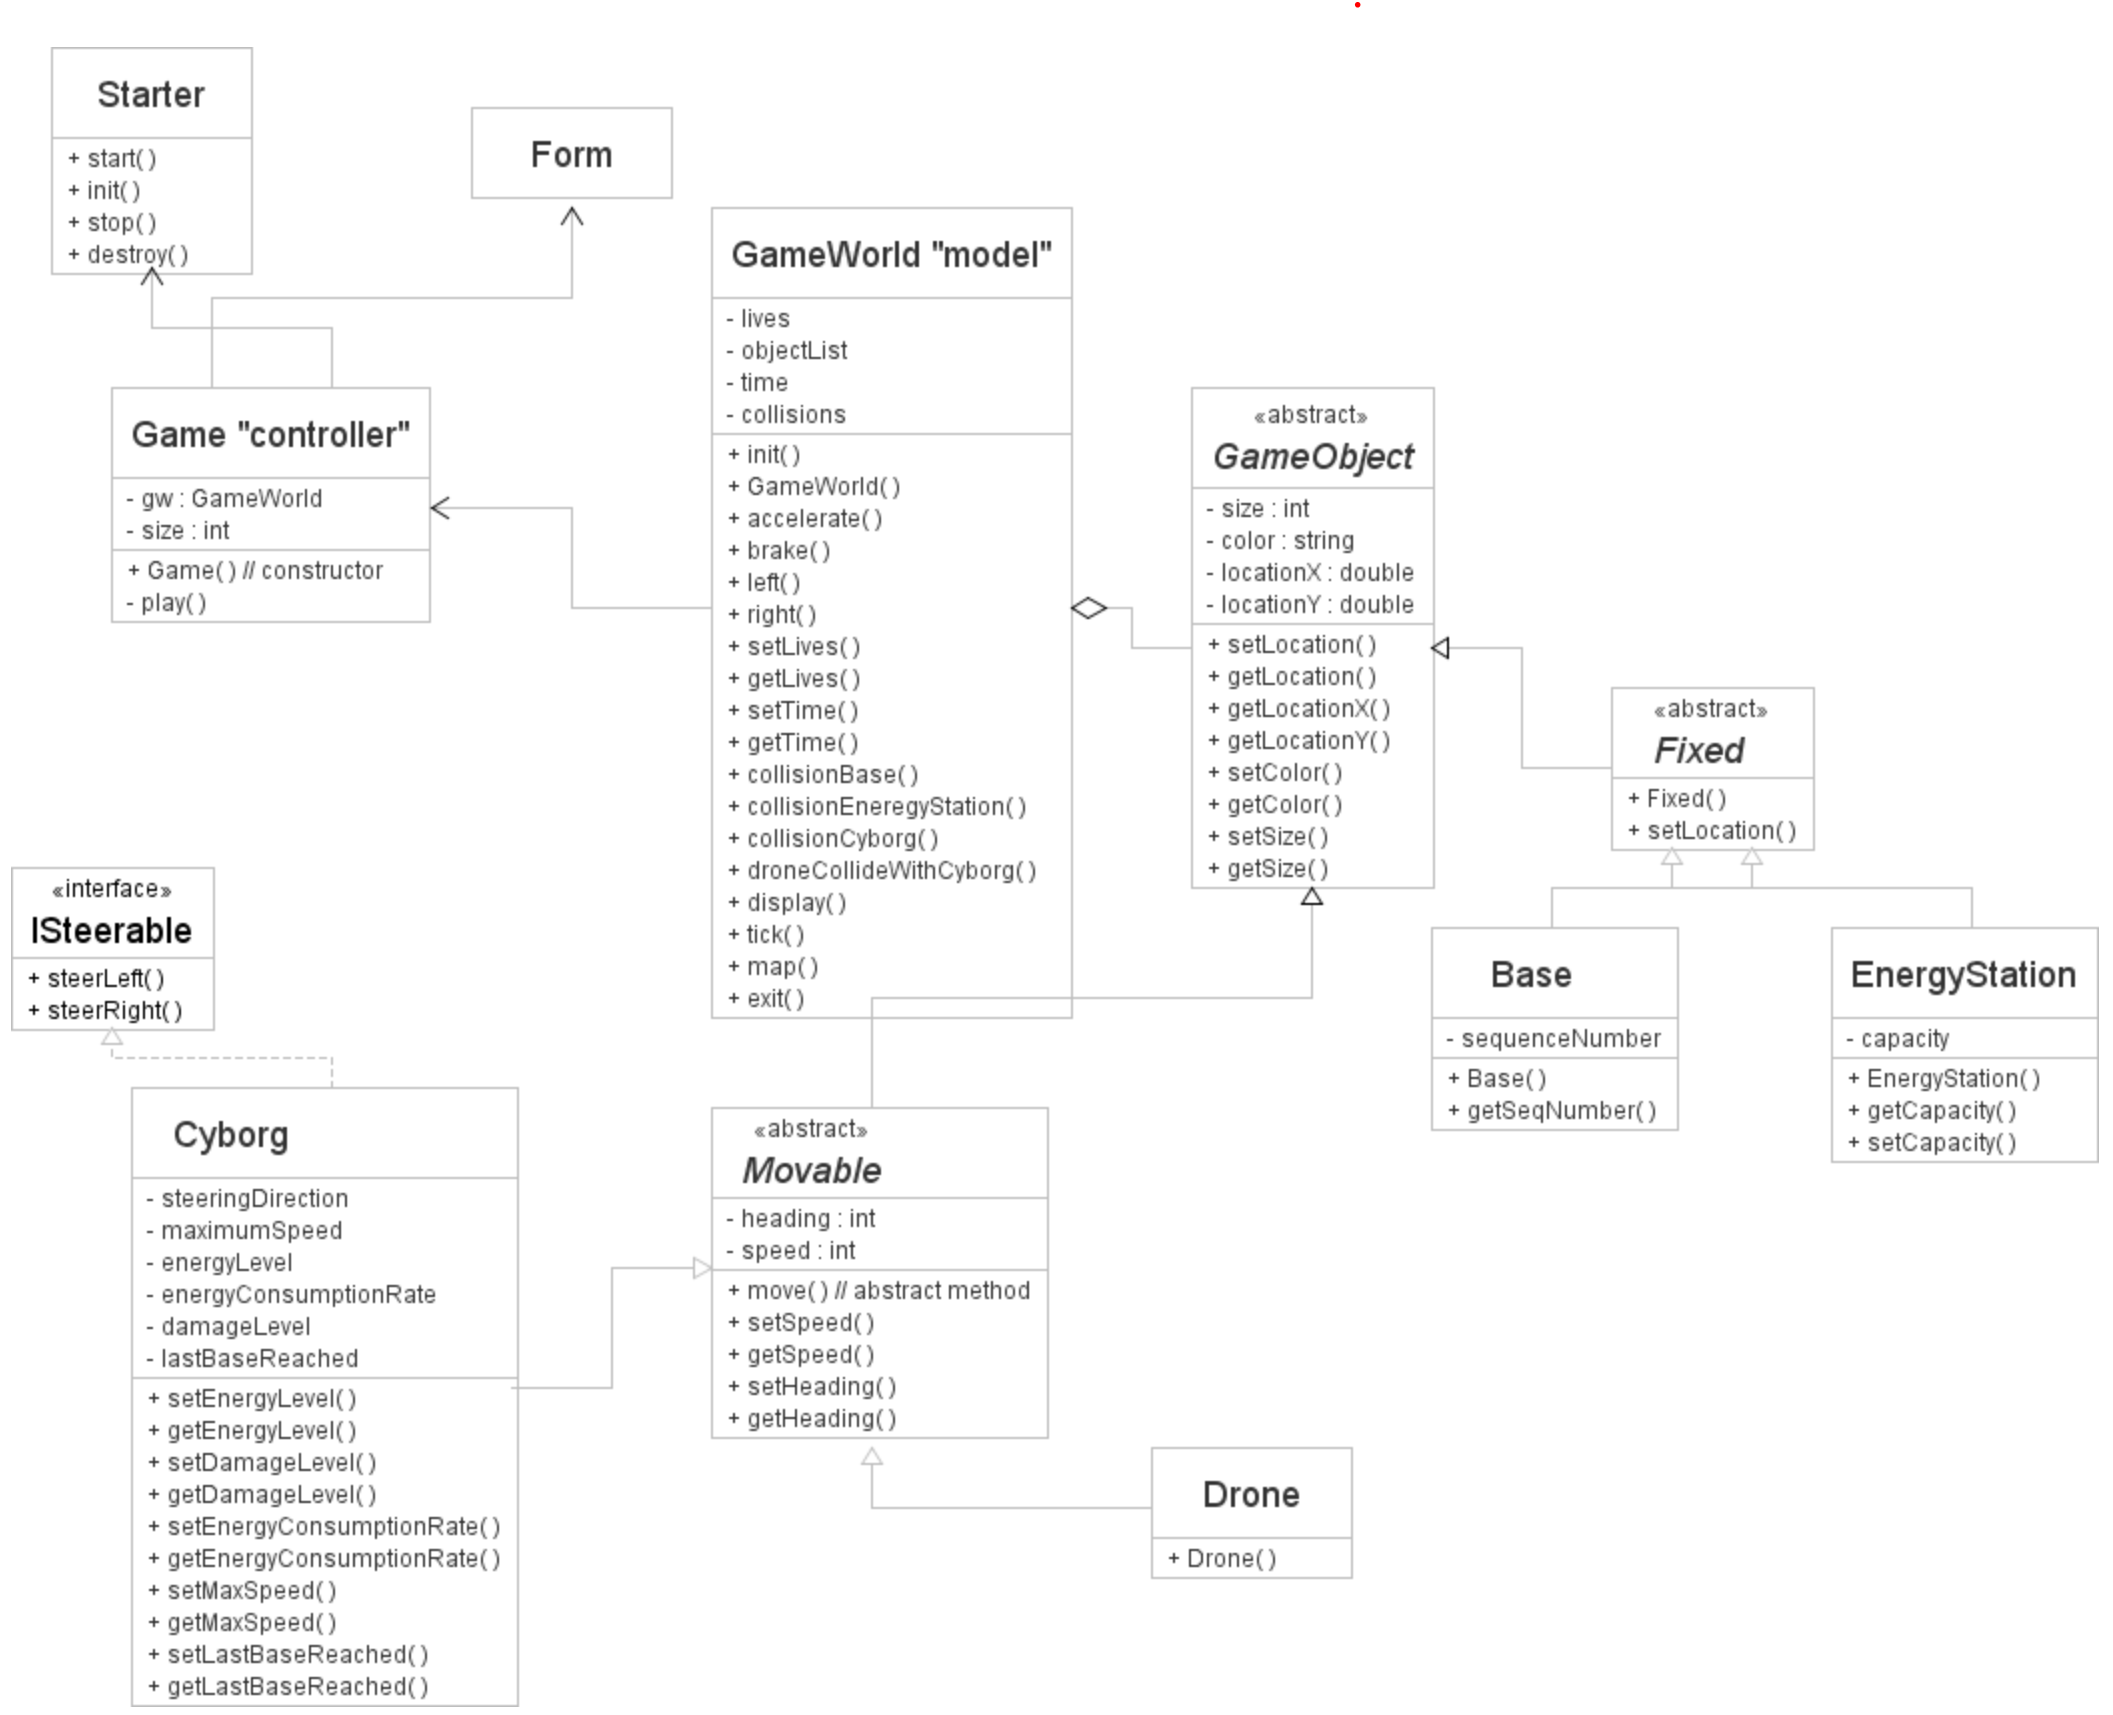 Starter
+ start()
+ init()
+ stop()
+ destroy()
Form
Game "controller"
- gw : GameWorld
- size : int
+ Game() // constructor
- play()
GameWorld "model"
- lives
- objectList
- time
- collisions
+ init()
+ GameWorld()
+ accelerate()
+ brake()
+ left()
+ right()
+ setLives()
+ getLives()
+ setTime()
+ getTime()
+ collisionBase()
+ collisionEneregyStation()
+ collisionCyborg()
+ droneCollideWithCyborg()
+ display()
+ tick()
+ map()
+ exit()
«abstract»
GameObject
- size : int
- color : string
- locationX : double
- locationY : double
+ setLocation()
+ getLocation()
+ getLocationX()
+ getLocationY()
+ setColor()
+ getColor()
+ setSize()
+ getSize()
«abstract»
Fixed
+ Fixed()
+ setLocation()
«interface»
ISteerable
+ steerLeft()
+ steerRight()
Base
- sequenceNumber
+ Base()
+ getSeqNumber()
EnergyStation
- capacity
+ EnergyStation()
+ getCapacity()
+ setCapacity()
Cyborg
- steeringDirection
- maximumSpeed
- energyLevel
- energyConsumptionRate
- damageLevel
- lastBaseReached
+ setEnergyLevel()
+ getEnergyLevel()
+ setDamageLevel()
+ getDamageLevel()
+ setEnergyConsumptionRate()
+ getEnergyConsumptionRate()
+ setMaxSpeed()
+ getMaxSpeed()
+ setLastBaseReached()
+ getLastBaseReached()
«abstract»
Movable
- heading : int
- speed : int
+ move() // abstract method
+ setSpeed()
+ getSpeed()
+ setHeading()
+ getHeading()
Drone
+ Drone()